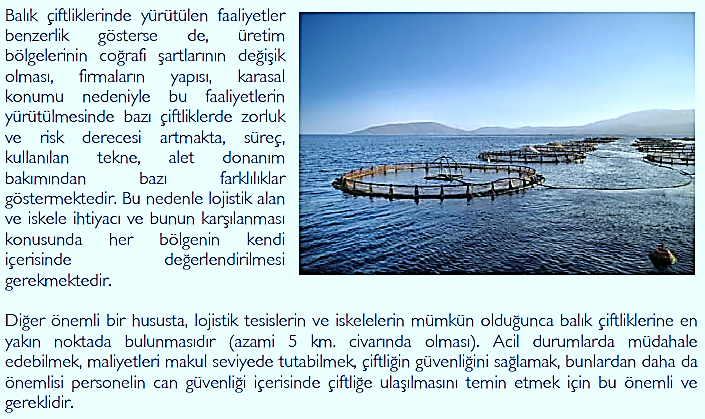 Balık çiftliklerinde yürütülen faaliyetler
benzerlik gösterse de, üretim
bölgelerinin coğrafi şartlarının değişik
olması, firmaların yapısı, karasal
konumu nedeniyle bu faaliyetlerin
yürütülmesinde bazı çiftliklerde zorluk
ve risk derecesi artmakta, süreç,
kullanılan tekne, alet donanım
bakımından bazı farklılıklar
göstermektedir. Bu nedenle lojistik alan
ve iskele ihtiyacı ve bunun karşılanması
konusunda her bölgenin kendi
içerisinde değerlendirilmesi
gerekmektedir.
Diğer önemli bir hususta, lojistik tesislerin ve iskelelerin mümkün olduğunca balık çiftliklerine en
yakın noktada bulunmasıdır (azami 5 km. civarında olması). Acil durumlarda müdahale
edebilmek, maliyetleri makul seviyede tutabilmek, çiftliğin güvenliğini sağlamak, bunlardan daha da
önemlisi personelin can güvenliği içerisinde çiftliğe ulaşılmasını temin etmek için bu önemli ve
gereklidir.